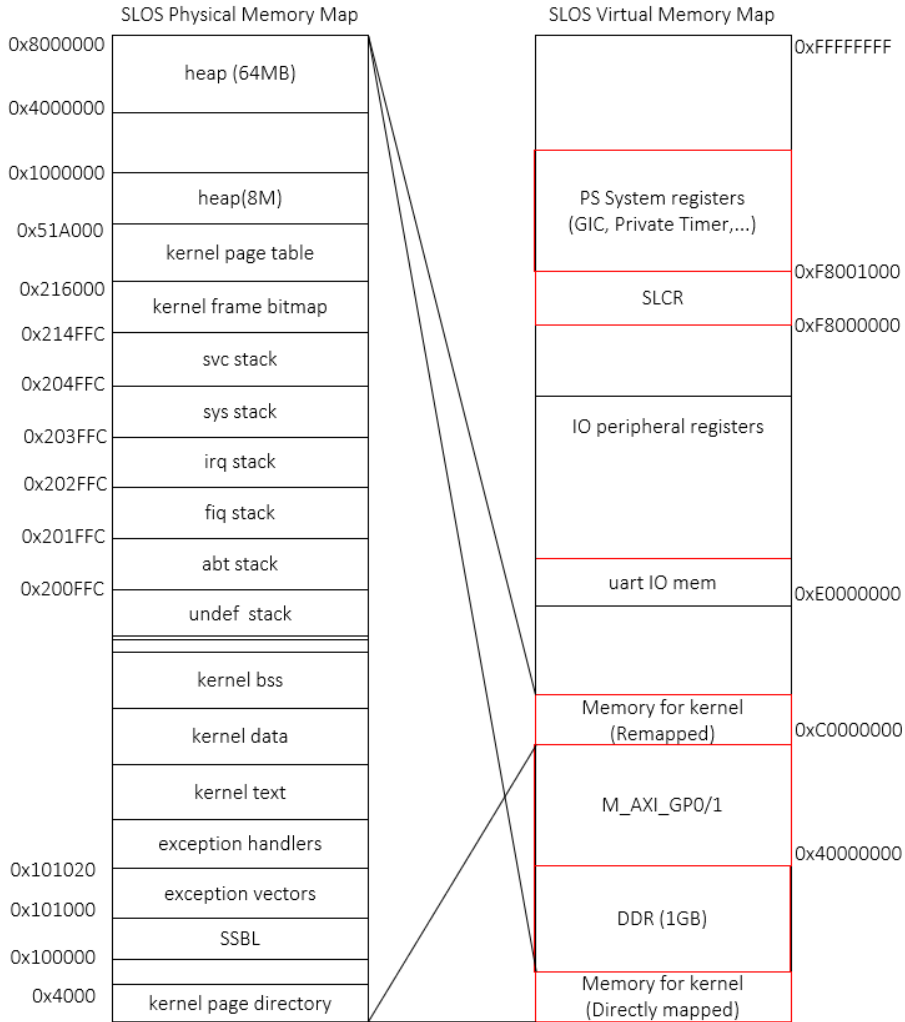 SLOS Physical Memory Map
0x8000000
heap (64MB)
0x4000000
0x1000000
heap(8M)
0x51A000
kernel page table
0x216000
kernel frame bitmap
0x214FFC
svc stack
0x204FFC
sys stack
0x203FFC
irq stack
0x202FFC
fiq stack
0x201FFC
abt stack
0x200FFC
undef stack
kernel bss
kernel data
kernel text
exception handlers
0x101020
exception vectors
0x101000
SSBL
0x100000
0x4000
kernel page directory
SLOS Virtual Memory Map
0xFFFFFFFF
PS System registers
(GIC, Private Timer,...)
0xF8001000
SLCR
0xF8000000
IO peripheral registers
uart IO mem
0xE0000000
Memory for kernel
(Remapped)
0xC0000000
M_AXI_GP0/1
0x40000000
DDR (1GB)
Memory for kernel
(Directly mapped)